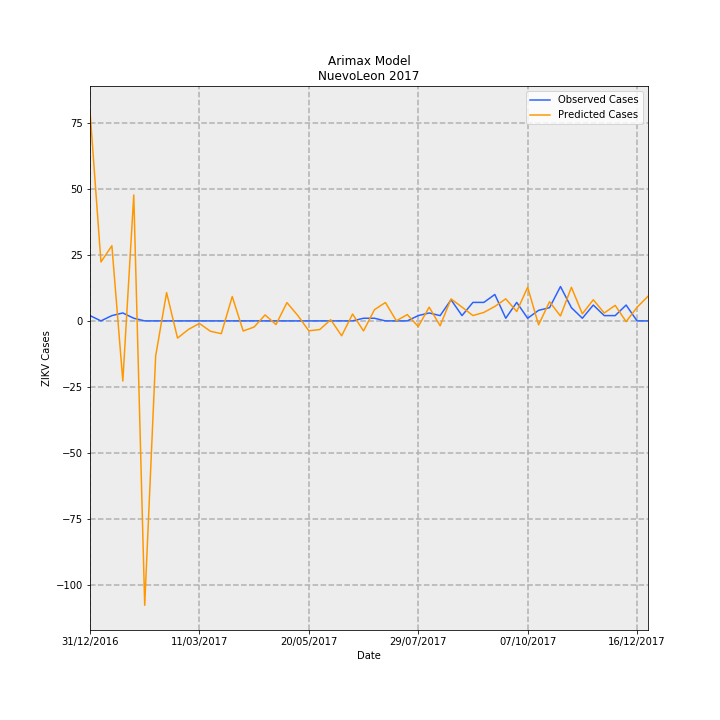 Arimax Model
NuevoLeon 2017
Observed Cases
Predicted Cases
75
50
25
0
−25
−50
−75
−100
ZIKV Cases
31/12/2016 11/03/2017 20/05/2017 29/07/2017 07/10/2017 16/12/2017
Date